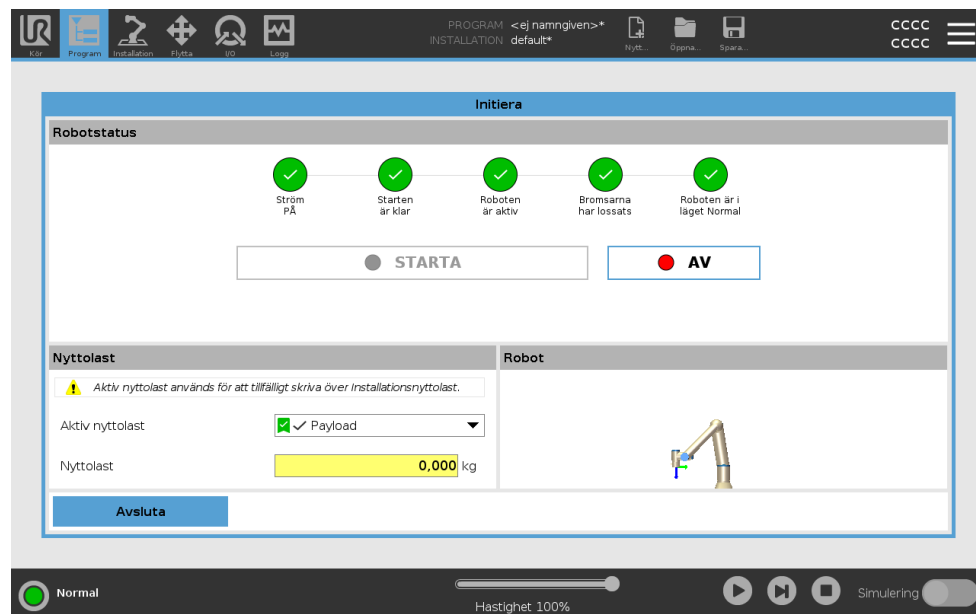 UR
PROGRAM <ej namngiven>*
INSTALLATION default*
CCCC
CCCC
Kör
Program
Installation
Flytta
I/O
Logg
Nytt...
Öppna...
Spara...
Initiera
Robotstatus
Ström
PÅ
Starten
är klar
Roboten
är aktiv
Bromsarna
har lossats
Roboten är i
läget Normal
STARTA
AV
Nyttolast
Robot
Aktiv nyttolast används för att tillfälligt skriva över Installationsnyttolast.
Aktiv nyttolast
Payload
Nyttolast
0,000 kg
Avsluta
Normal
Hastighet 100%
Simulering